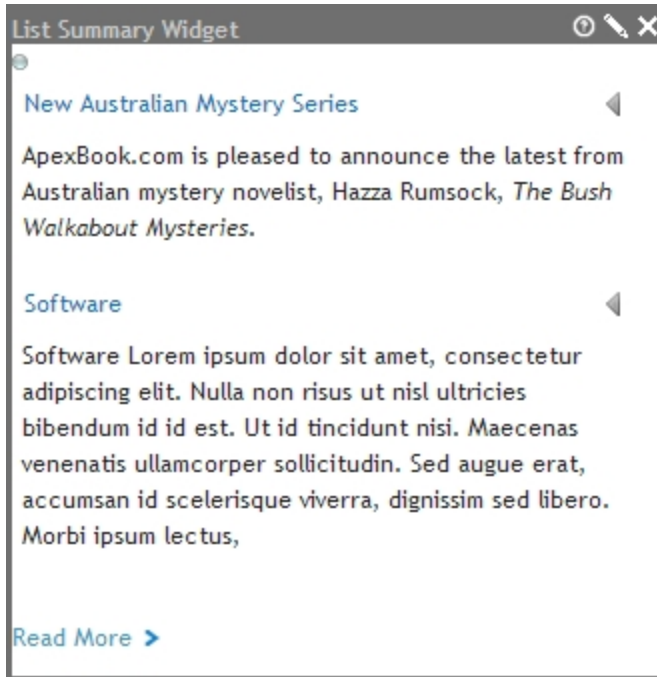 List Summary Widget
New Australian Mystery Series
ApexBook.com is pleased to announce the latest from
Australian mystery novelist, Hazza Rumsock, The Bush
Walkabout Mysteries.
Software
Software Lorem ipsum dolor sit amet, consectetur
adipiscing elit. Nulla non risus ut nisl ultricies
bibendum id id est. Ut id tincidunt nisi. Maecenas
venenatis ullamcorper sollicitudin. Sed augue erat,
accumsan id scelerisque viverra, dignissim sed libero.
Morbi ipsum lectus,
Read More >